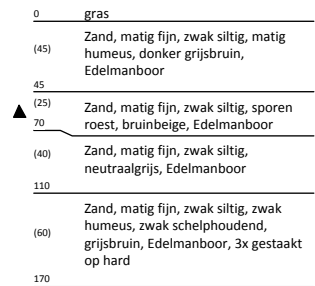 0 gras
(45) Zand, matig fijn, zwak siltig, matig
humeus, donker grijsbruin,
Edelmanboor
45
(25) Zand, matig fijn, zwak siltig, sporen
roest, bruinbeige, Edelmanboor
70
(40) Zand, matig fijn, zwak siltig,
neutraalgrijs, Edelmanboor
110
(60) Zand, matig fijn, zwak siltig, zwak
humeus, zwak schelphoudend,
grijsbruin, Edelmanboor, 3x gestaakt
op hard
170